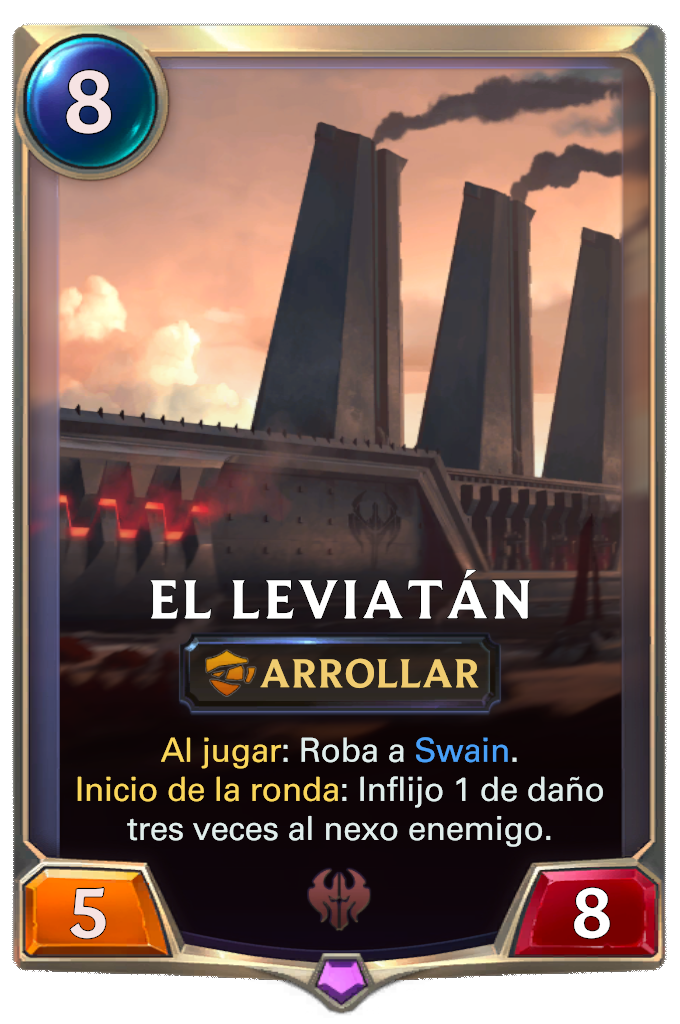 8
EL LEVIATÁN
ARROLLAR
Al jugar: Roba a Swain.
Inicio de la ronda: Inflijo 1 de daño
tres veces al nexo enemigo.
5
8